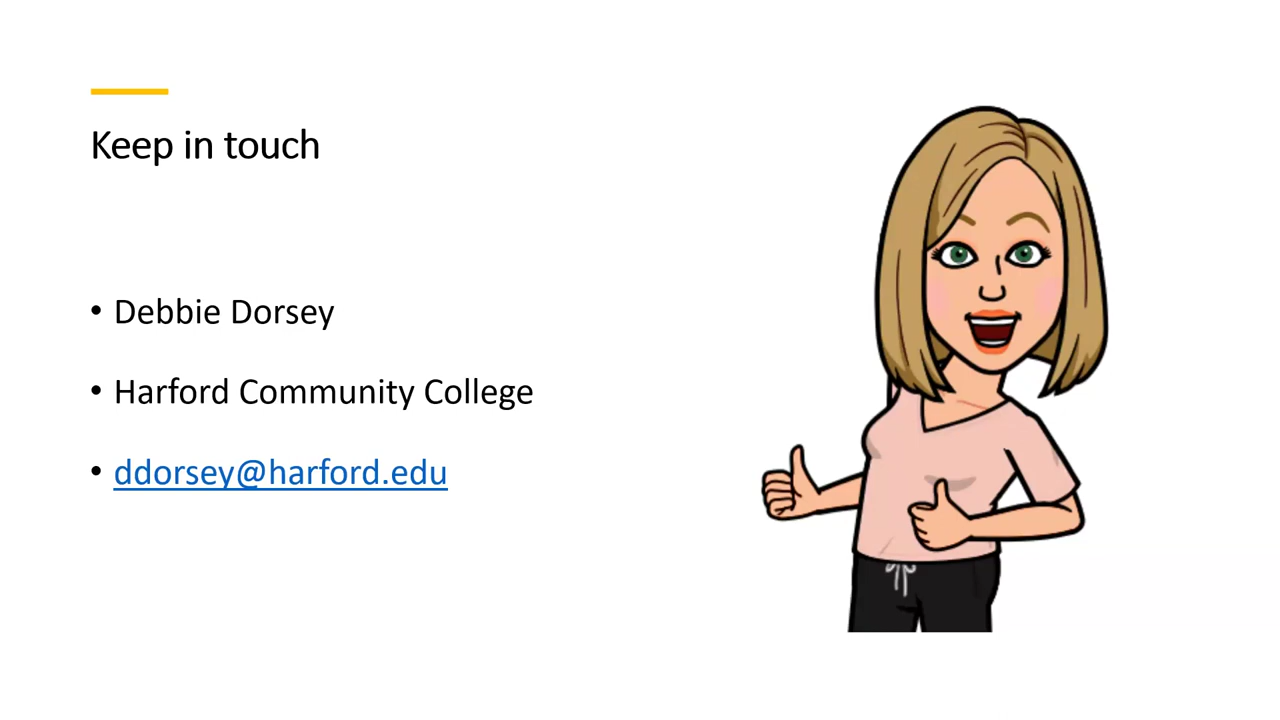 Keep in touch
• Debbie Dorsey
• Harford Community College
• ddorsey@harford.edu